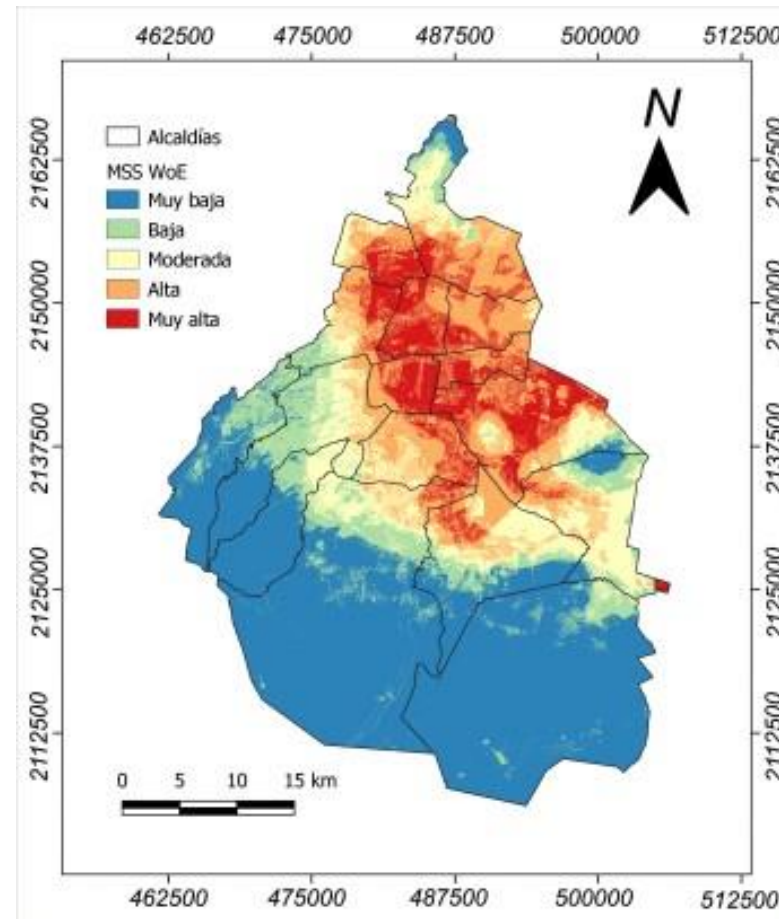 462500 475000 487500 500000 512500
N
Alcaldías
MSS WoE
Muy baja
Baja
Moderada
Alta
Muy alta
2162500 2162500
2150000 2150000
2137500 2137500
2125000 2125000
2112500 2112500
0 5 10 15 km
462500 475000 487500 500000 512500